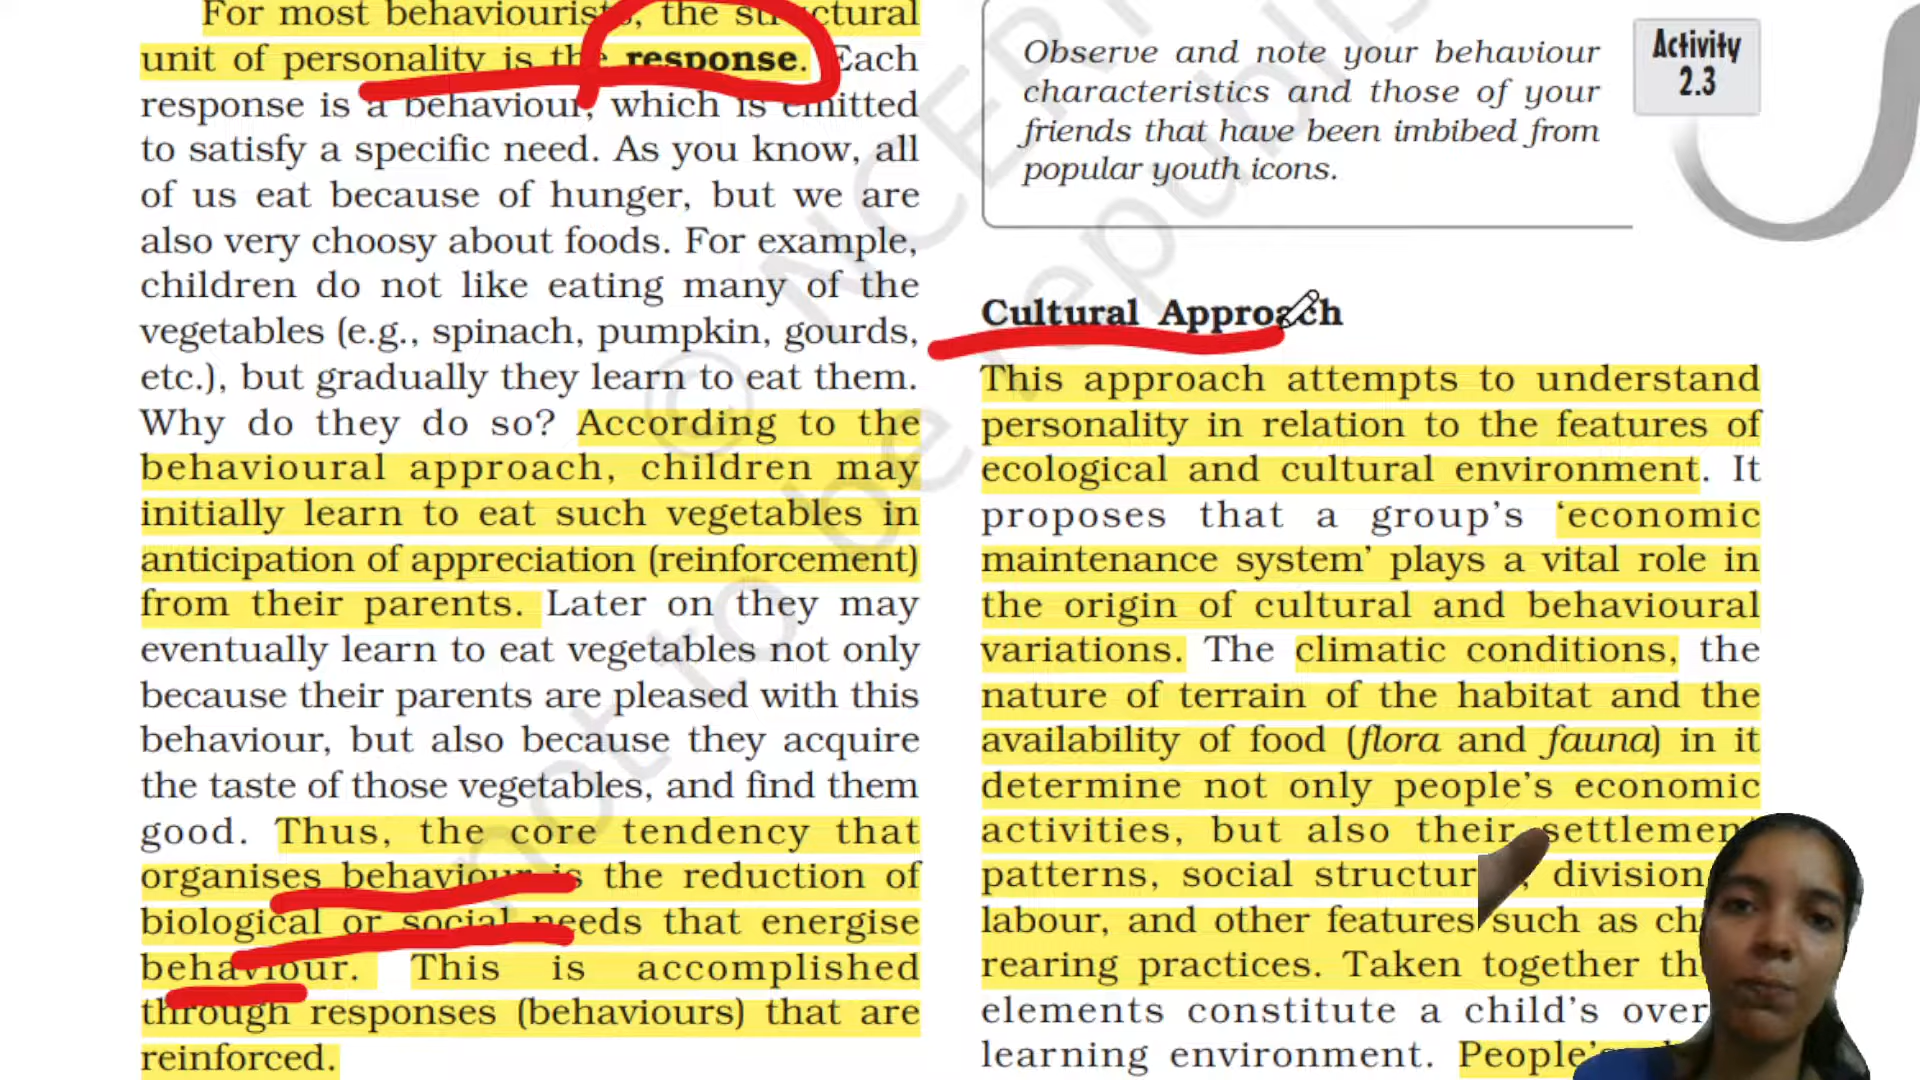 For most behaviourists, the structural
unit of personality is the response. Each
response is a behaviour, which is emitted
to satisfy a specific need. As you know, all
of us eat because of hunger, but we are
also very choosy about foods. For example,
children do not like eating many of the
vegetables (e.g., spinach, pumpkin, gourds,
etc.), but gradually they learn to eat them.
Why do they do so? According to the
behavioural approach, children may
initially learn to eat such vegetables in
anticipation of appreciation (reinforcement)
from their parents. Later on they may
eventually learn to eat vegetables not only
because their parents are pleased with this
behaviour, but also because they acquire
the taste of those vegetables, and find them
good. Thus, the core tendency that
organises behaviour is the reduction of
biological or social needs that energise
behaviour. This is accomplished
through responses (behaviours) that are
reinforced.
Observe and note your behaviour
characteristics and those of your
friends that have been imbibed from
popular youth icons.
Activity
2.3
Cultural Approach
This approach attempts to understand
personality in relation to the features of
ecological and cultural environment. It
proposes that a group's 'economic
maintenance system' plays a vital role in
the origin of cultural and behavioural
variations. The climatic conditions, the
nature of terrain of the habitat and the
availability of food (flora and fauna) in it
determine not only people's economic
activities, but also their settlement
patterns, social structur , division
labour, and other features such as
rearing practices. Taken together
elements constitute a child's
learning environment. People's
© NCERT
not to be republis